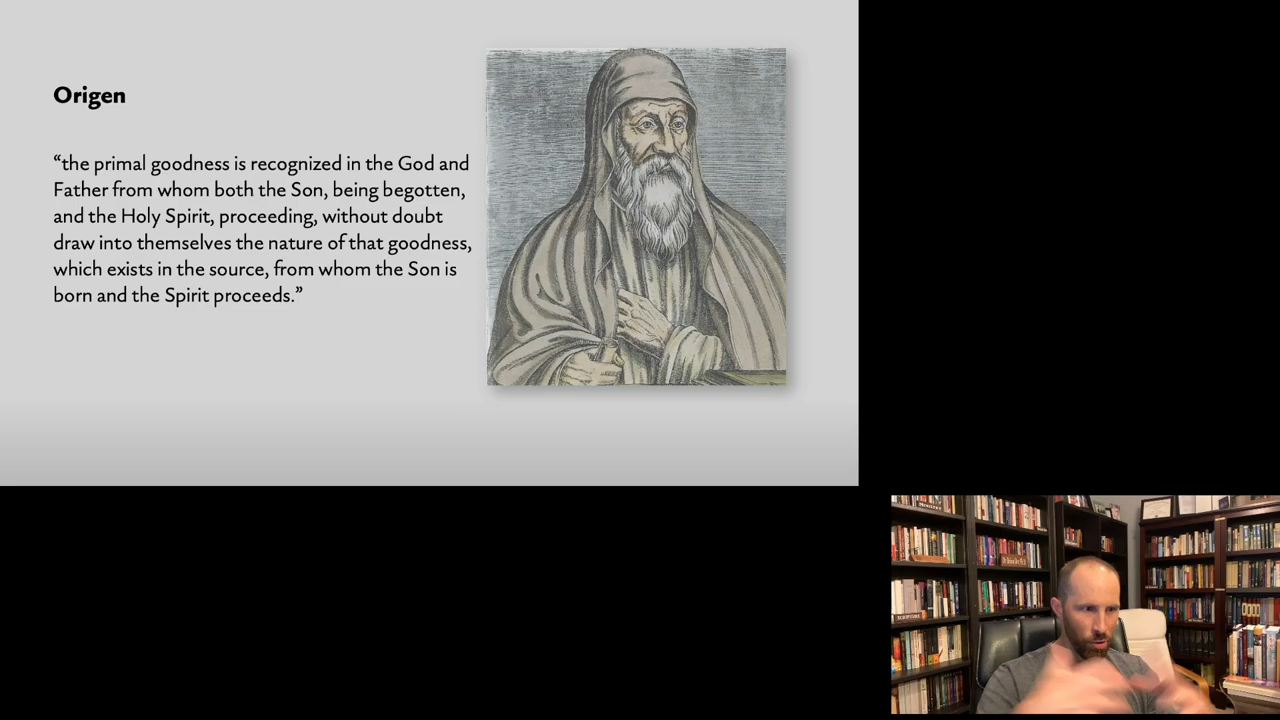 Origen
“the primal goodness is recognized in the God and
Father from whom both the Son, being begotten,
and the Holy Spirit, proceeding, without doubt
draw into themselves the nature of that goodness,
which exists in the source, from whom the Son is
born and the Spirit proceeds.”
MINISTRY
SCRIPTURE